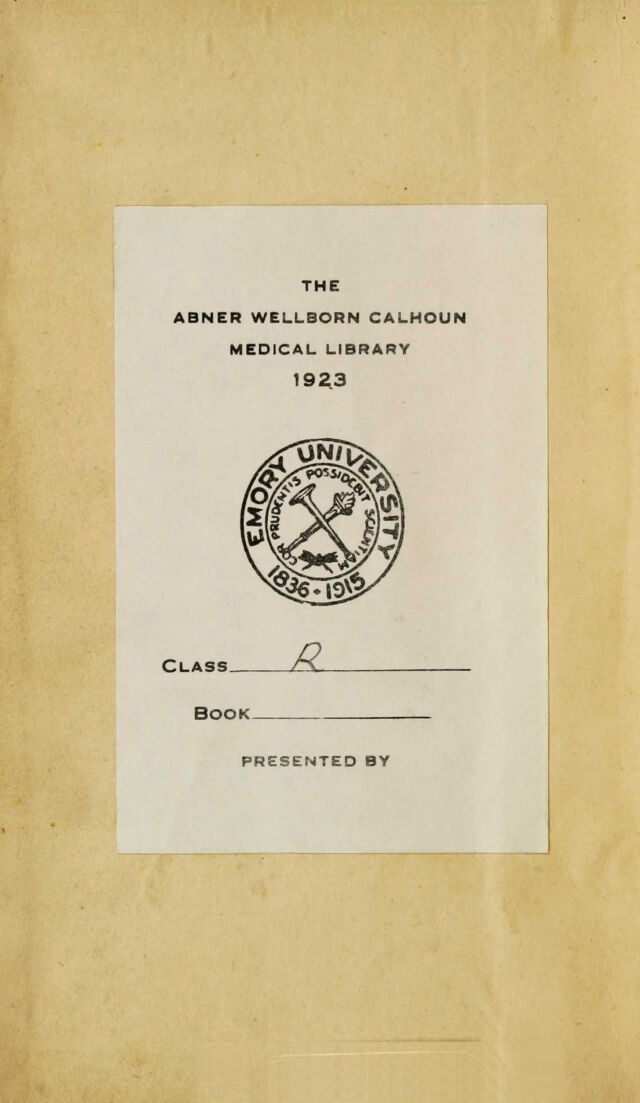 THE
ABNER WELLBORN CALHOUN
MEDICAL LIBRARY
1923
EMORY UNIVERSITY
COR PRUDENTIS POSSIDEBIT SCIENTIAM
1836 • 1915
CLASS R
BOOK
PRESENTED BY